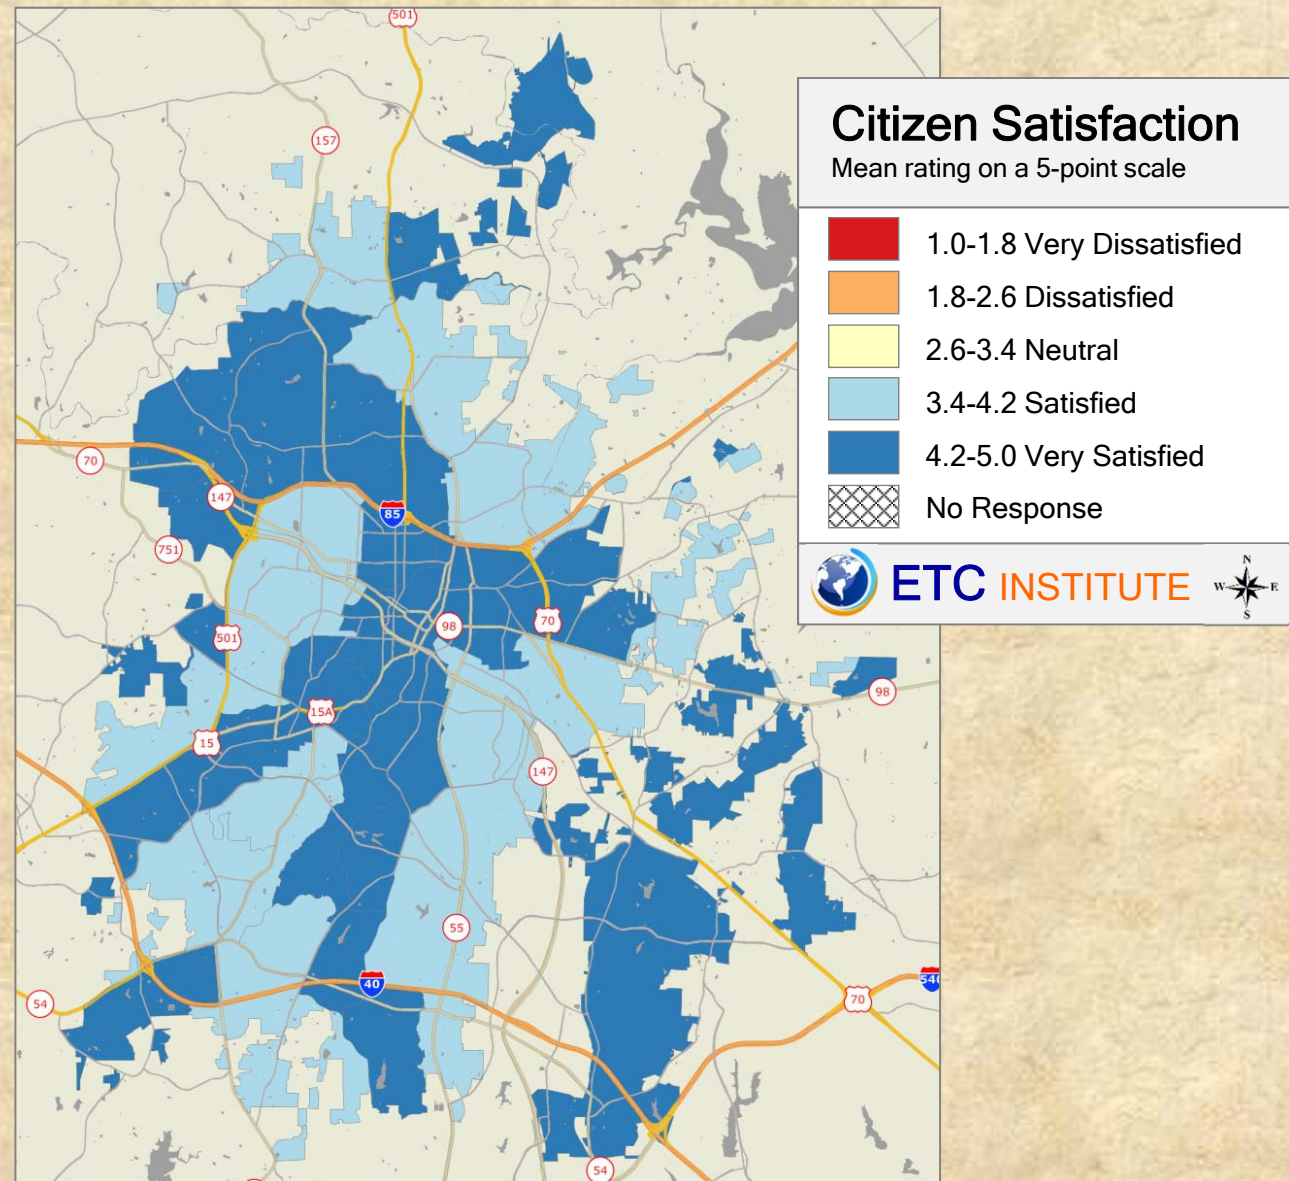 501
157
Citizen Satisfaction
Mean rating on a 5-point scale
1.0-1.8 Very Dissatisfied
1.8-2.6 Dissatisfied
2.6-3.4 Neutral
3.4-4.2 Satisfied
4.2-5.0 Very Satisfied
No Response
ETC INSTITUTE
N
W E
S
70
147
85
751
98
70
501
98
15A
15
147
55
40
540
70
54
54